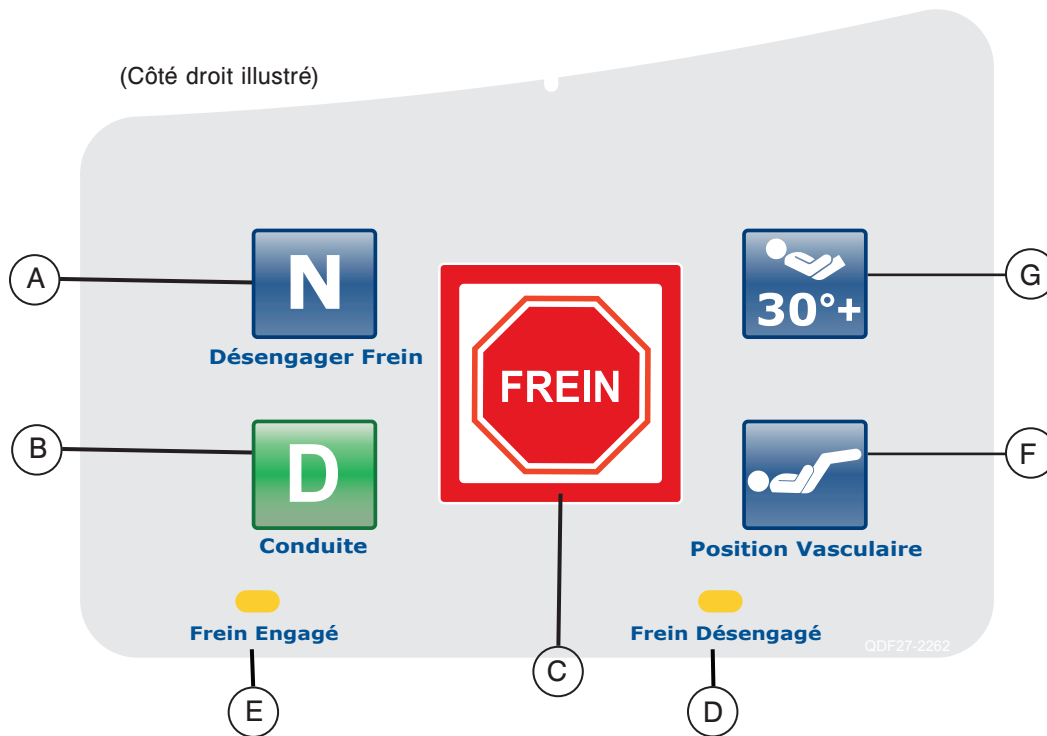 (Côté droit illustré)
A
N
Désengager Frein
FREIN
30°+
G
B
D
Conduite
Position Vasculaire
F
Frein Engagé
Frein Désengagé
QDF27-2262
E
C
D